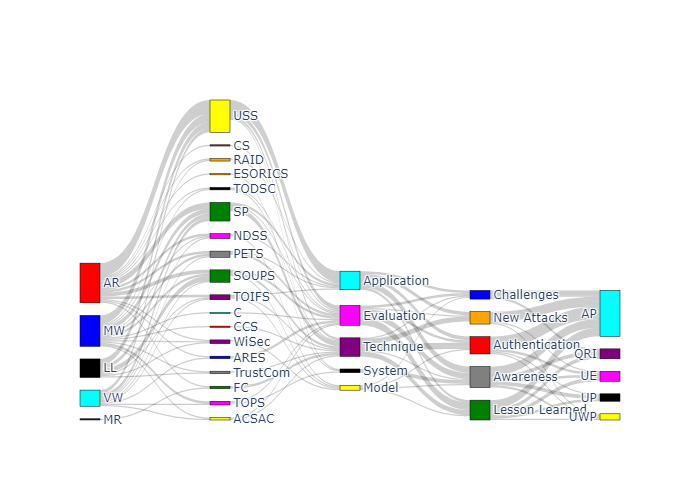 AR
MW
LL
VW
MR
USS
CS
RAID
ESORICS
TODSC
SP
NDSS
PETS
SOUPS
TOIFS
C
CCS
WiSec
ARES
TrustCom
FC
TOPS
ACSAC
Application
Evaluation
Technique
System
Model
Challenges
New Attacks
Authentication
Awareness
Lesson Learned
AP
QRI
UE
UP
UWP